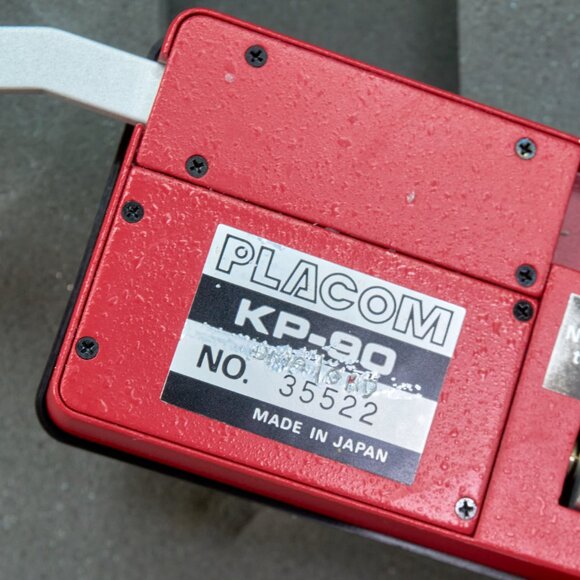 PLACOM
KP-90
NO. 35522
MADE IN JAPAN
N